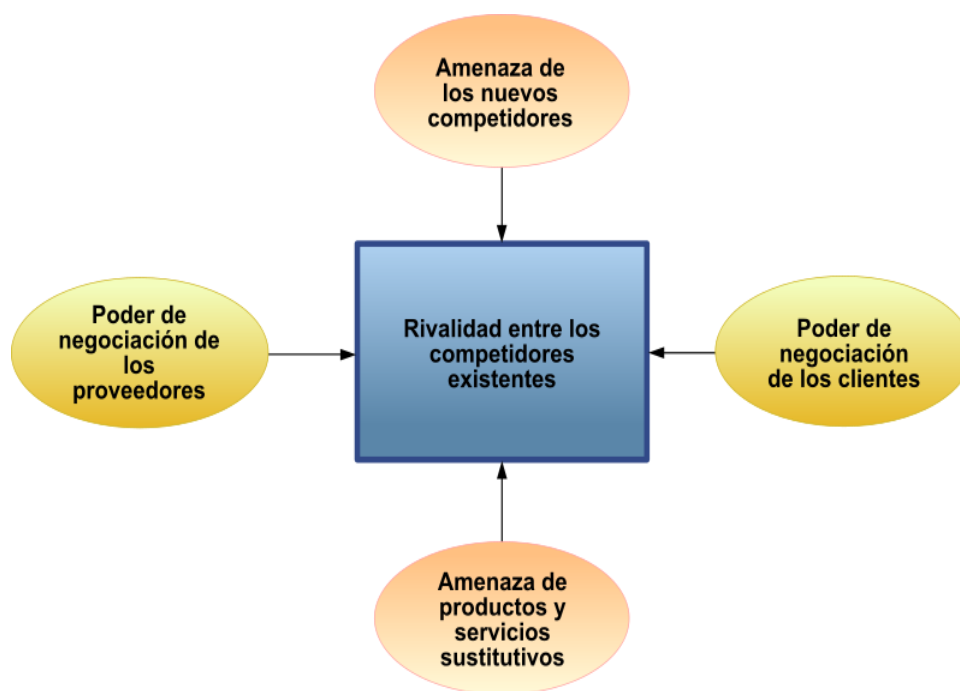 Amenaza de
los nuevos
competidores
Poder de
negociación de
los
proveedores
Rivalidad entre los
competidores
existentes
Poder de
negociación
de los clientes
Amenaza de
productos y
servicios
sustitutivos